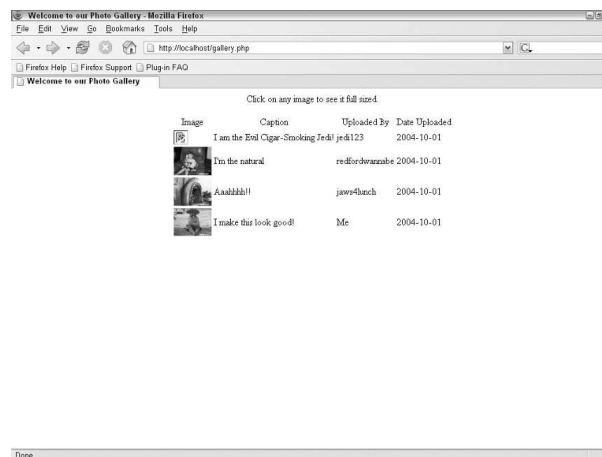 Welcome to our Photo Gallery - Mozilla Firefox
File Edit View Go Bookmarks Tools Help
http://localhost/gallery.php
Firefox Help Firefox Support Plug-in FAQ
Welcome to our Photo Gallery
Click on any image to see it full sized.
Image Caption Uploaded By Date Uploaded
I am the Evil Cigar-Smoking Jedi! jedi123 2004-10-01
I'm the natural redfordwannabe 2004-10-01
Aaahhhh!! jaws4lunch 2004-10-01
I make this look good! Me 2004-10-01
Done